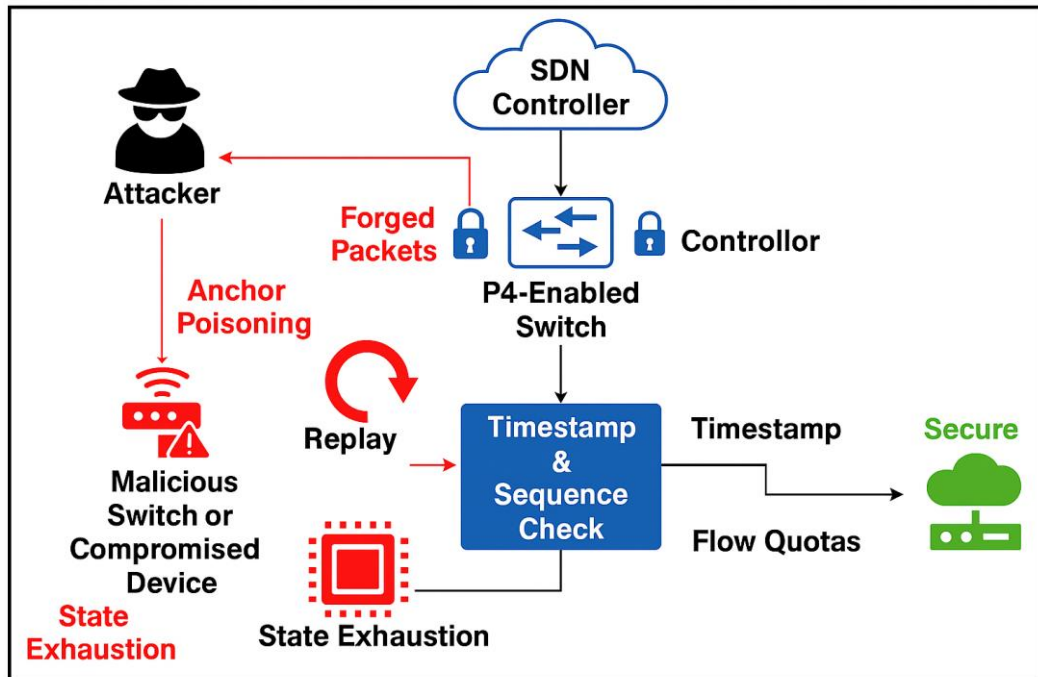 SDN
Controller
Attacker
Forged
Packets
Controllor
P4-Enabled
Switch
Anchor
Poisoning
Replay
Timestamp
&
Sequence
Check
Timestamp
Flow Quotas
Secure
Malicious
Switch or
Compromised
Device
State
Exhaustion
State Exhaustion